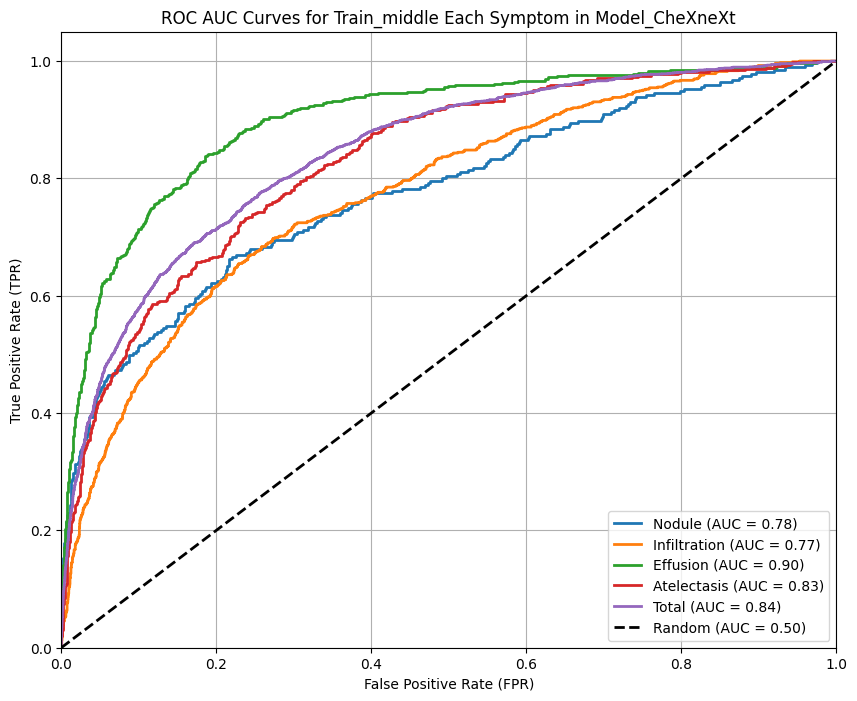 ROC AUC Curves for Train_middle Each Symptom in Model_CheXneXt
True Positive Rate (TPR)
1.0
0.8
0.6
0.4
0.2
0.0
Nodule (AUC = 0.78)
Infiltration (AUC = 0.77)
Effusion (AUC = 0.90)
Atelectasis (AUC = 0.83)
Total (AUC = 0.84)
Random (AUC = 0.50)
0.0 0.2 0.4 0.6 0.8 1.0
False Positive Rate (FPR)